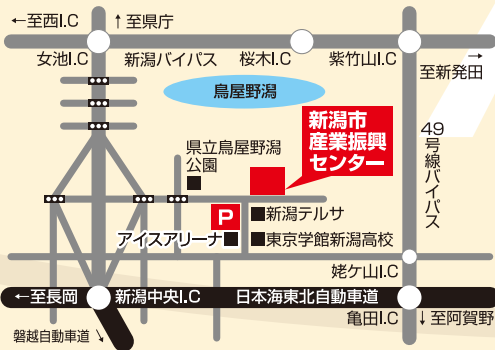 ←至西I.C
↑至県庁
女池I.C
新潟バイパス
桜木I.C
紫竹山I.C
→
至新発田
鳥屋野潟
新潟市
産業振興
センター
49号線バイパス
県立鳥屋野潟
公園
P
新潟テルサ
アイスアリーナ
東京学館新潟高校
姥ケ山I.C
←至長岡
新潟中央I.C
日本海東北自動車道
亀田I.C
↓至阿賀野
磐越自動車道↘